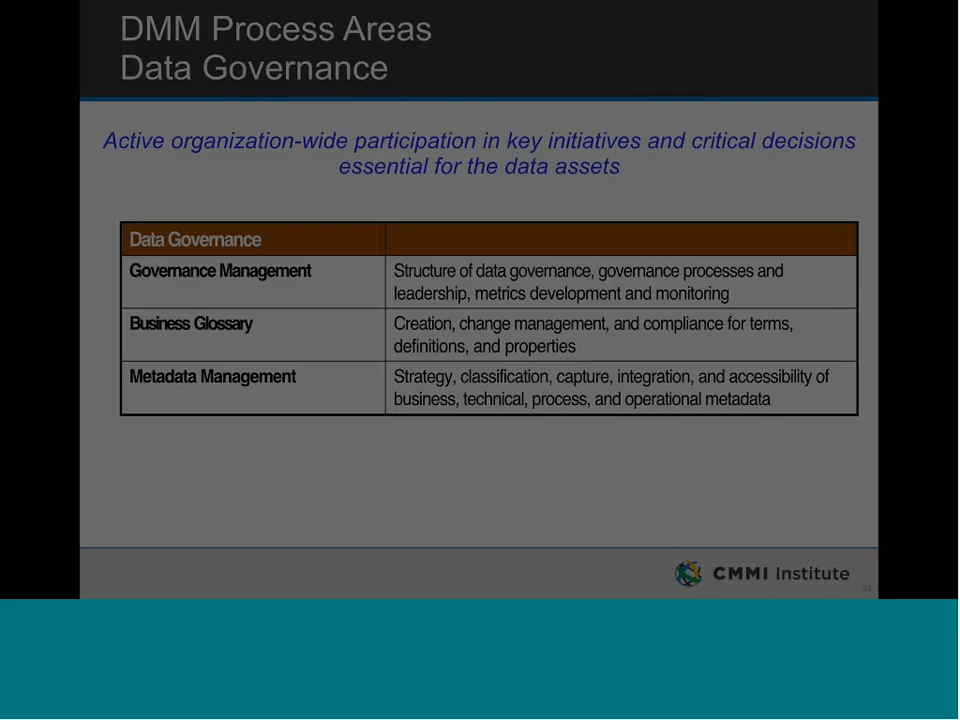 DMM Process Areas
Data Governance
Active organization-wide participation in key initiatives and critical decisions
essential for the data assets
Data Governance
Governance Management
Structure of data governance, governance processes and
leadership, metrics development and monitoring
Business Glossary
Creation, change management, and compliance for terms,
definitions, and properties
Metadata Management
Strategy, classification, capture, integration, and accessibility of
business, technical, process, and operational metadata
CMMI Institute
34